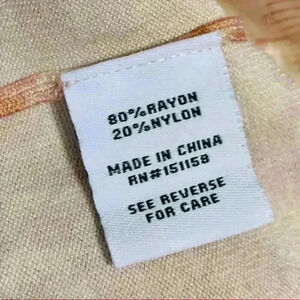 80%RAYON
20%NYLON
MADE IN CHINA
RN#151158
SEE REVERSE
FOR CARE